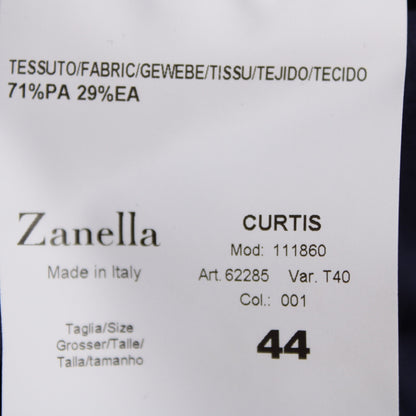 TESSUTO/FABRIC/GEWEBE/TISSU/TEJIDO/TECIDO
71%PA 29%EA
Zanella
Made in Italy
CURTIS
Mod: 111860
Art. 62285 Var. T40
Col.: 001
Taglia/Size
Grosser/Talle/
Talla/tamanho
44